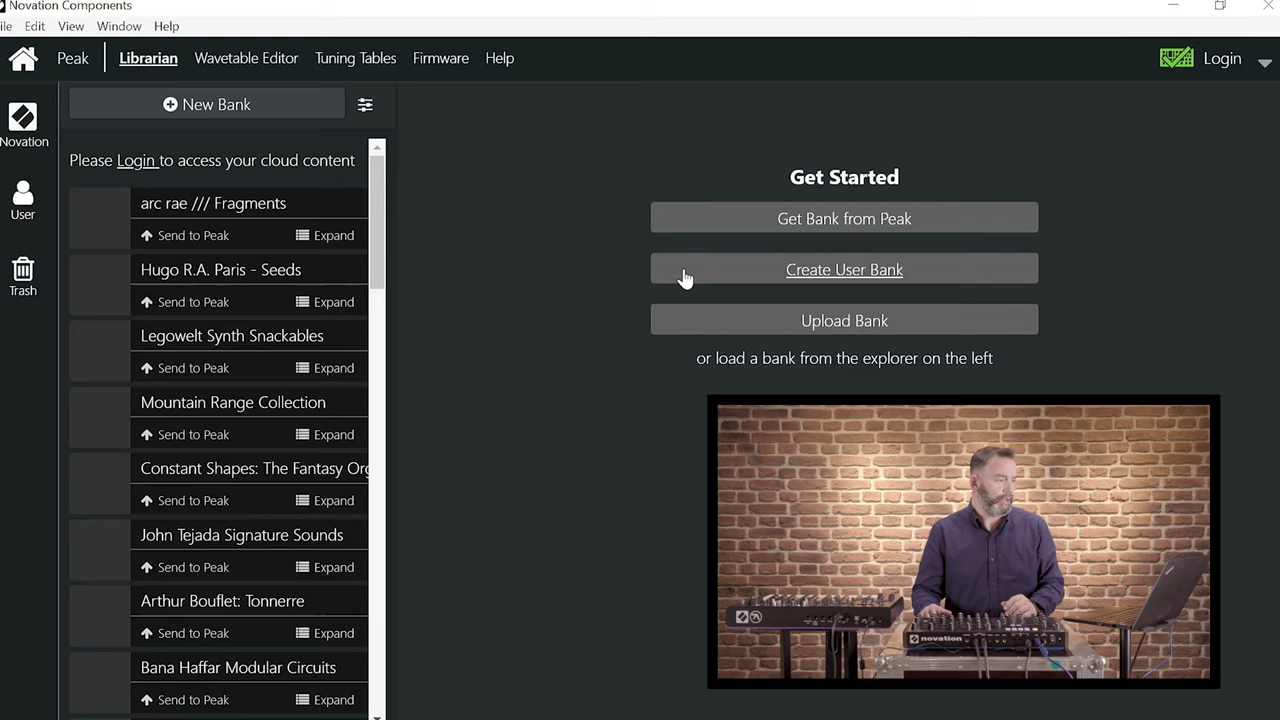 Novation Components
ile Edit View Window Help
Peak Librarian Wavetable Editor Tuning Tables Firmware Help Login
Novation
User
Trash
New Bank
Please Login to access your cloud content
arc rae /// Fragments
Send to Peak Expand
Hugo R.A. Paris - Seeds
Send to Peak Expand
Legowelt Synth Snackables
Send to Peak Expand
Mountain Range Collection
Send to Peak Expand
Constant Shapes: The Fantasy Org
Send to Peak Expand
John Tejada Signature Sounds
Send to Peak Expand
Arthur Bouflet: Tonnerre
Send to Peak Expand
Bana Haffar Modular Circuits
Send to Peak Expand
Get Started
Get Bank from Peak
Create User Bank
Upload Bank
or load a bank from the explorer on the left
novation